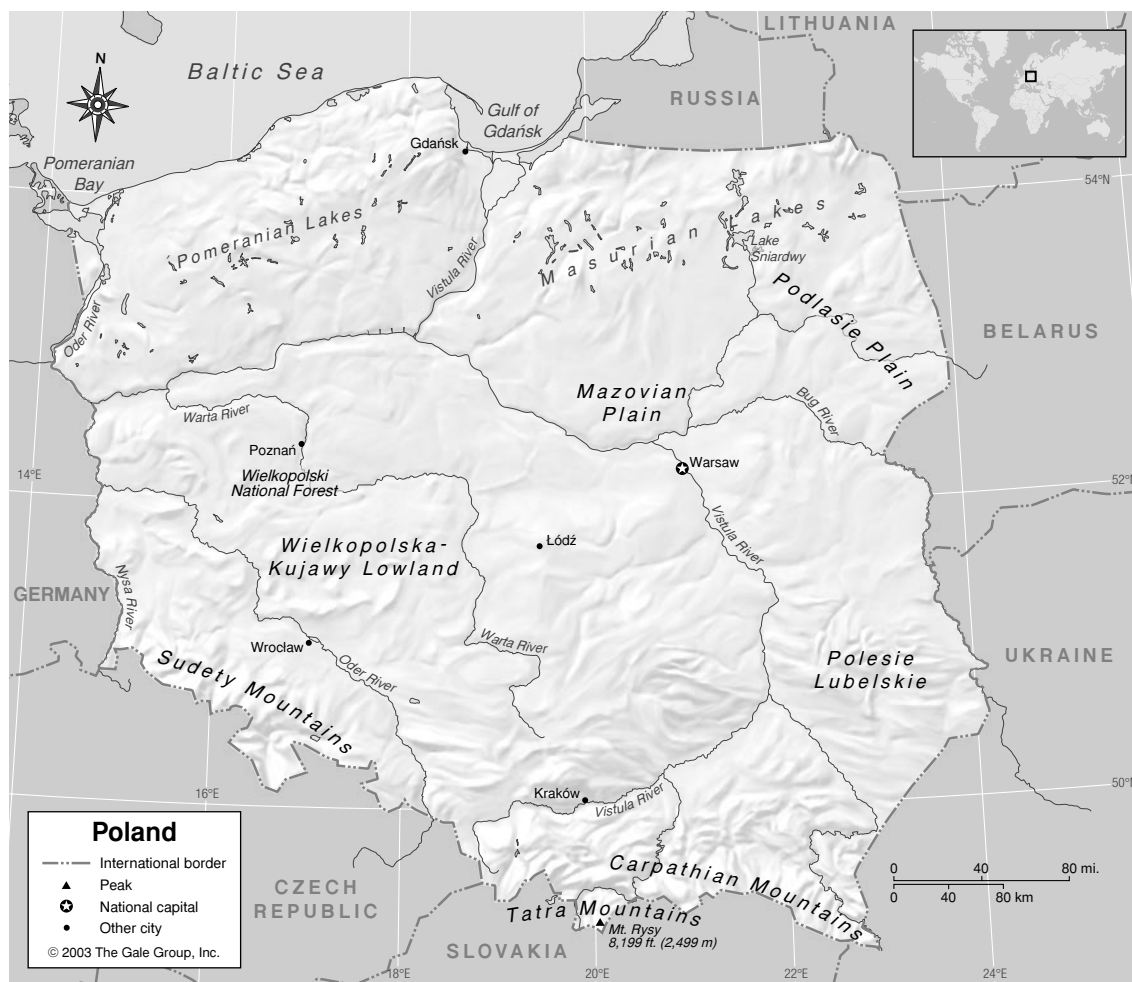 LITHUANIA
Baltic Sea
N
RUSSIA
Gulf of
Gdańsk
Gdańsk
Pomeranian
Bay
54°N
Pomeranian Lakes
Masurian Lakes
Lake
Sniardwy
Vistula River
Oder River
Podlasie Plain
BELARUS
Mazovian
Plain
Bug River
Warta River
Poznań
Wielkopolski
National Forest
Warsaw
14°E
52°N
Vistula River
Łódź
Wielkopolska-
Kujawy Lowland
GERMANY
Nysa River
Wrocław
Oder River
Warta River
Sudety Mountains
Polesie
Lubelskie
UKRAINE
16°E
50°N
Kraków
Vistula River
Carpathian Mountains
Tatra Mountains
Mt. Rysy
8,199 ft. (2,499 m)
CZECH
REPUBLIC
SLOVAKIA
Poland
International border
Peak
National capital
Other city
© 2003 The Gale Group, Inc.
0 40 80 mi.
0 40 80 km
18°E
20°E
22°E
24°E